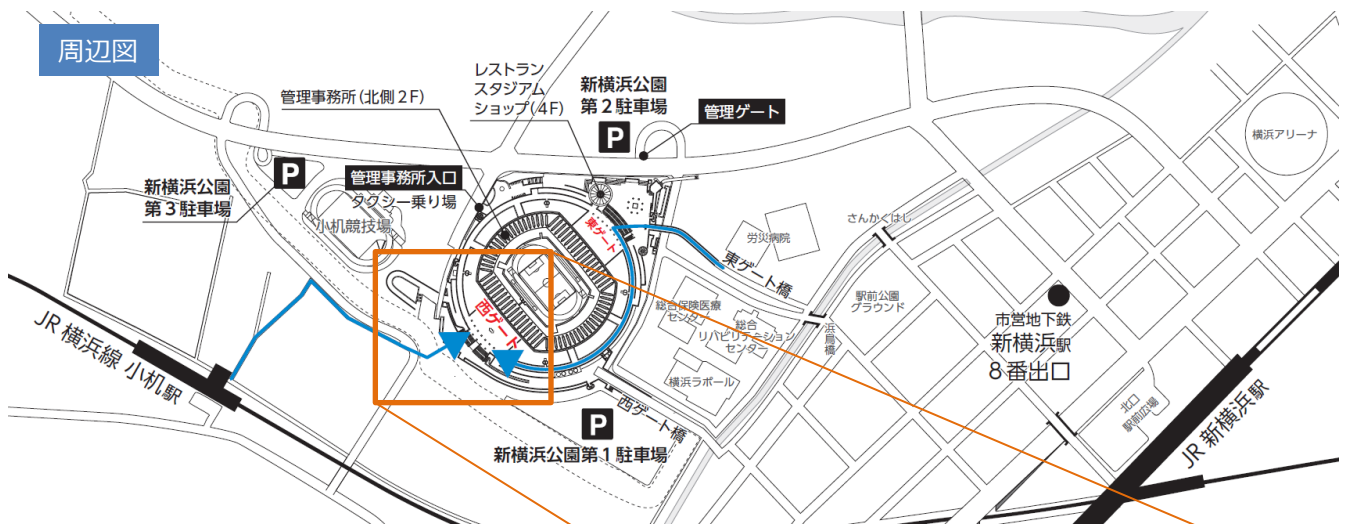 周辺図
レストラン
スタジアム
ショップ(4F)
新横浜公園
第2駐車場
P
管理事務所(北側2F)
管理ゲート
横浜アリーナ
新横浜公園
第3駐車場
P
管理事務所入口
タクシー乗り場
小机競技場
東ゲート
さんかくはし
労災病院
東ゲート橋
駅前公園
グラウンド
市営地下鉄
新横浜駅
8番出口
総合保険医療
センター
総合
リハビリテーション
センター
浜鳥橋
西ゲート
横浜ラポール
JR横浜線 小机駅
西ゲート橋
P
新横浜公園第1駐車場
北口
駅前広場
JR 新横浜駅